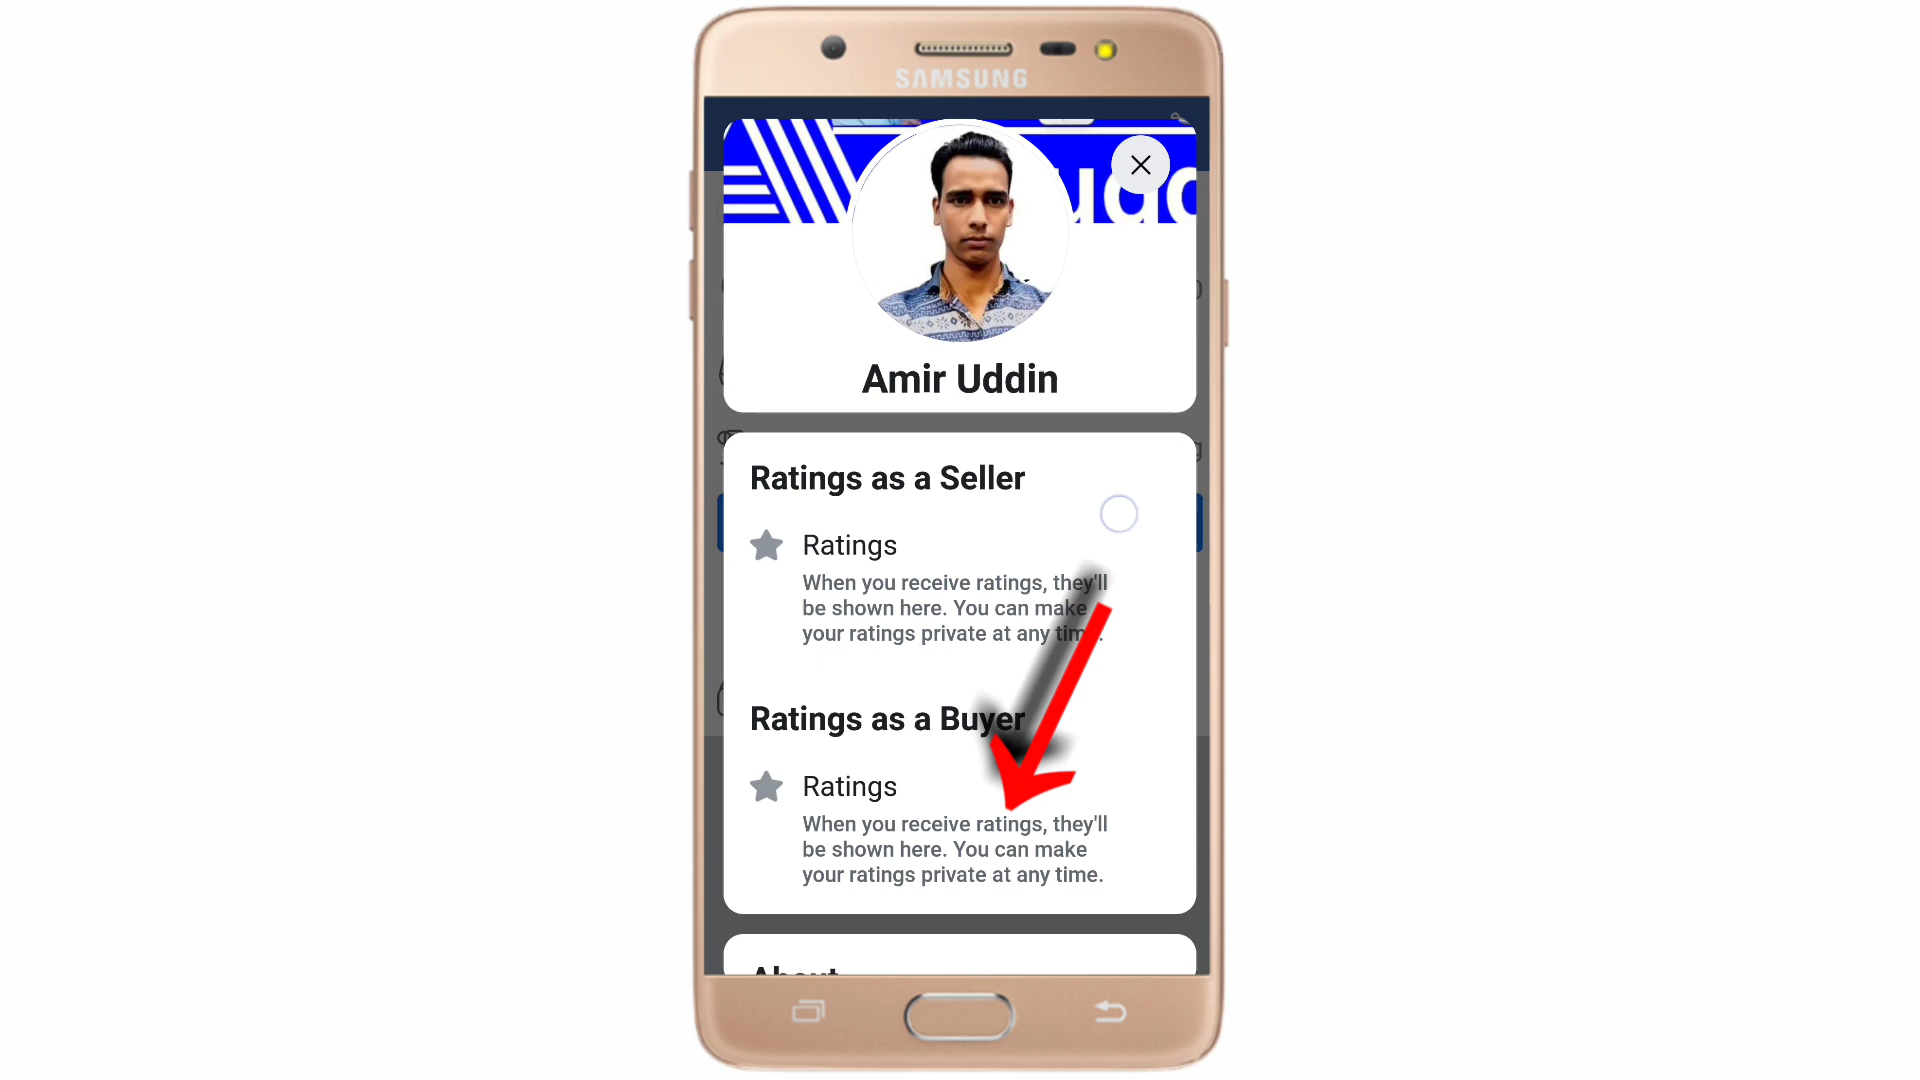 SAMSUNG
Amir Uddin
Ratings as a Seller
Ratings
When you receive ratings, they'll
be shown here. You can make
your ratings private at any time.
Ratings as a Buyer
Ratings
When you receive ratings, they'll
be shown here. You can make
your ratings private at any time.
About